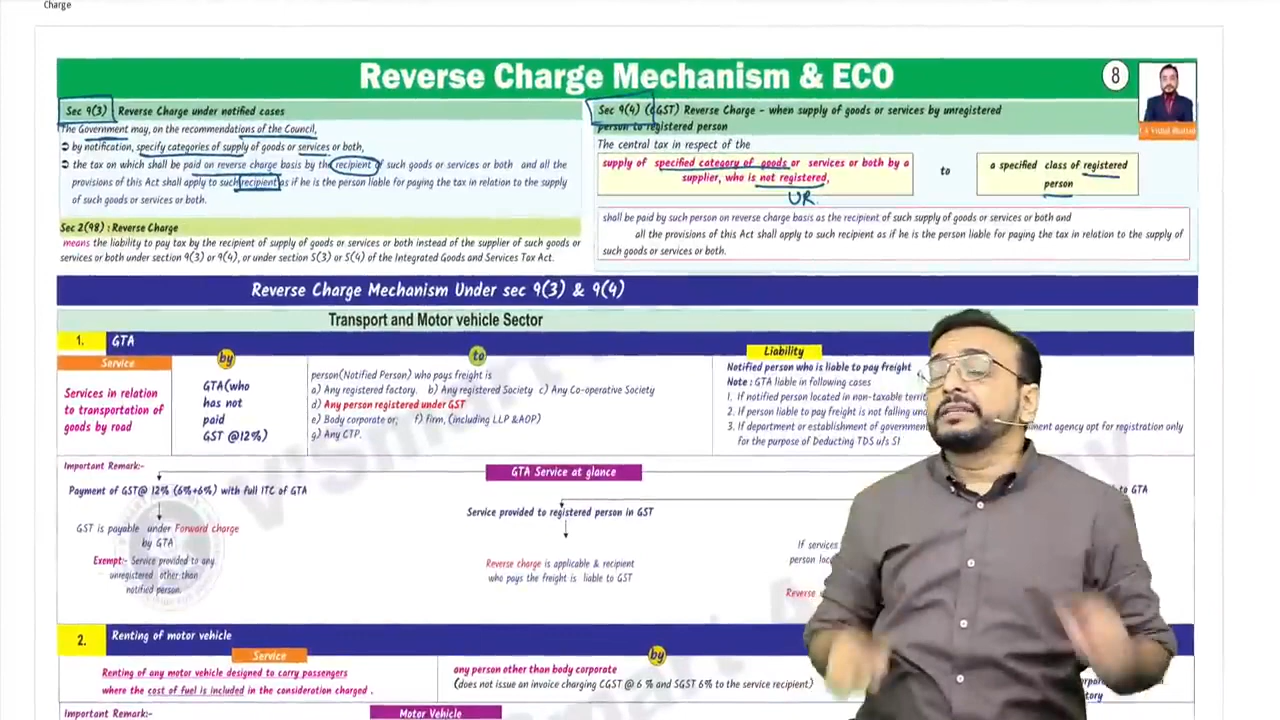 Charge
Reverse Charge Mechanism & ECO
8
Sec 9(3) Reverse Charge under notified cases
The Government may, on the recommendations of the Council,
➲ by notification, specify categories of supply of goods or services or both,
➲ the tax on which shall be paid on reverse charge basis by the recipient of such goods or services or both and all the
provisions of this Act shall apply to such recipient as if he is the person liable for paying the tax in relation to the supply
of such goods or services or both.
Sec 2(98) : Reverse Charge
means the liability to pay tax by the recipient of supply of goods or services or both instead of the supplier of such goods or
services or both under section 9(3) or 9(4), or under section 5(3) or 5(4) of the Integrated Goods and Services Tax Act.
Sec 9(4) (CGST) Reverse Charge - when supply of goods or services by unregistered
person to registered person
The central tax in respect of the
supply of specified category of goods or services or both by a
supplier, who is not registered,
UR
to
a specified class of registered
person
shall be paid by such person on reverse charge basis as the recipient of such supply of goods or services or both and
all the provisions of this Act shall apply to such recipient as if he is the person liable for paying the tax in relation to the supply of
such goods or services or both.
Reverse Charge Mechanism Under sec 9(3) & 9(4)
Transport and Motor vehicle Sector
1. GTA
Service
Services in relation
to transportation of
goods by road
by
GTA(who
has not
paid
GST @12%)
to
person(Notified Person) who pays freight is
a) Any registered factory. b) Any registered Society c) Any Co-operative Society
d) Any person registered under GST
e) Body corporate or; f) firm, (including LLP &AOP)
g) Any CTP.
Liability
Notified person who is liable to pay freight
Note : GTA liable in following cases
1. If notified person located in non-taxable
2. If person liable to pay freight is not falling
3. If department or establishment of ment agency opt for registration only
for the purpose of Deducting TDS u/s 51
Important Remark:-
GTA Service at glance
Payment of GST@ 12% (6%+6%) with full ITC of GTA
GST is payable under Forward charge
by GTA
Exempt:- Service provided to any
unregistered other than
notified person.
Service provided to registered person in GST
Reverse charge is applicable & recipient
who pays the freight is liable to GST
to GTA
If services
person
Reverse
2. Renting of motor vehicle
Service
Renting of any motor vehicle designed to carry passengers
where the cost of fuel is included in the consideration charged .
by
any person other than body corporate
(does not issue an invoice charging CGST @ 6 % and SGST 6% to the service recipient)
Important Remark:-
Motor Vehicle